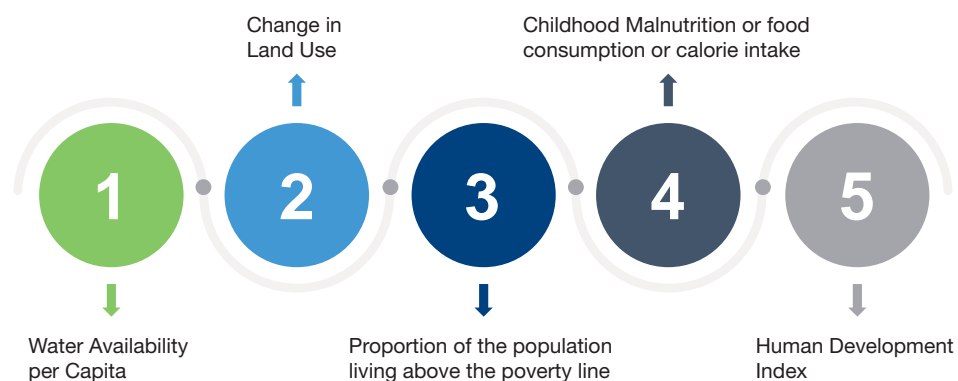 Change in
Land Use
Childhood Malnutrition or food
consumption or calorie intake
1
2
3
4
5
Water Availability
per Capita
Proportion of the population
living above the poverty line
Human Development
Index